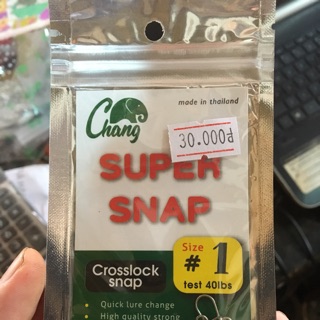 Chang
made in thailand
30.000đ
SUPER
SNAP
Size
# 1
test 40lbs
Crosslock
snap
• Quick lure change
• High quality strong